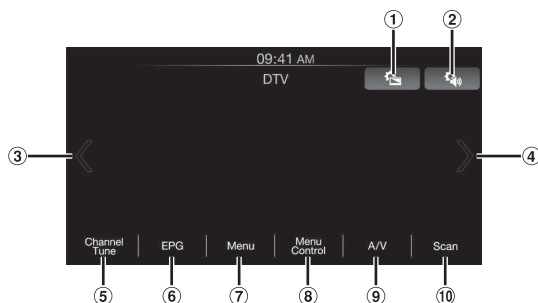 ① ②
09:41 AM
DTV
③ ④
Channel Tune EPG Menu Menu Control A/V Scan
⑤ ⑥ ⑦ ⑧ ⑨ ⑩